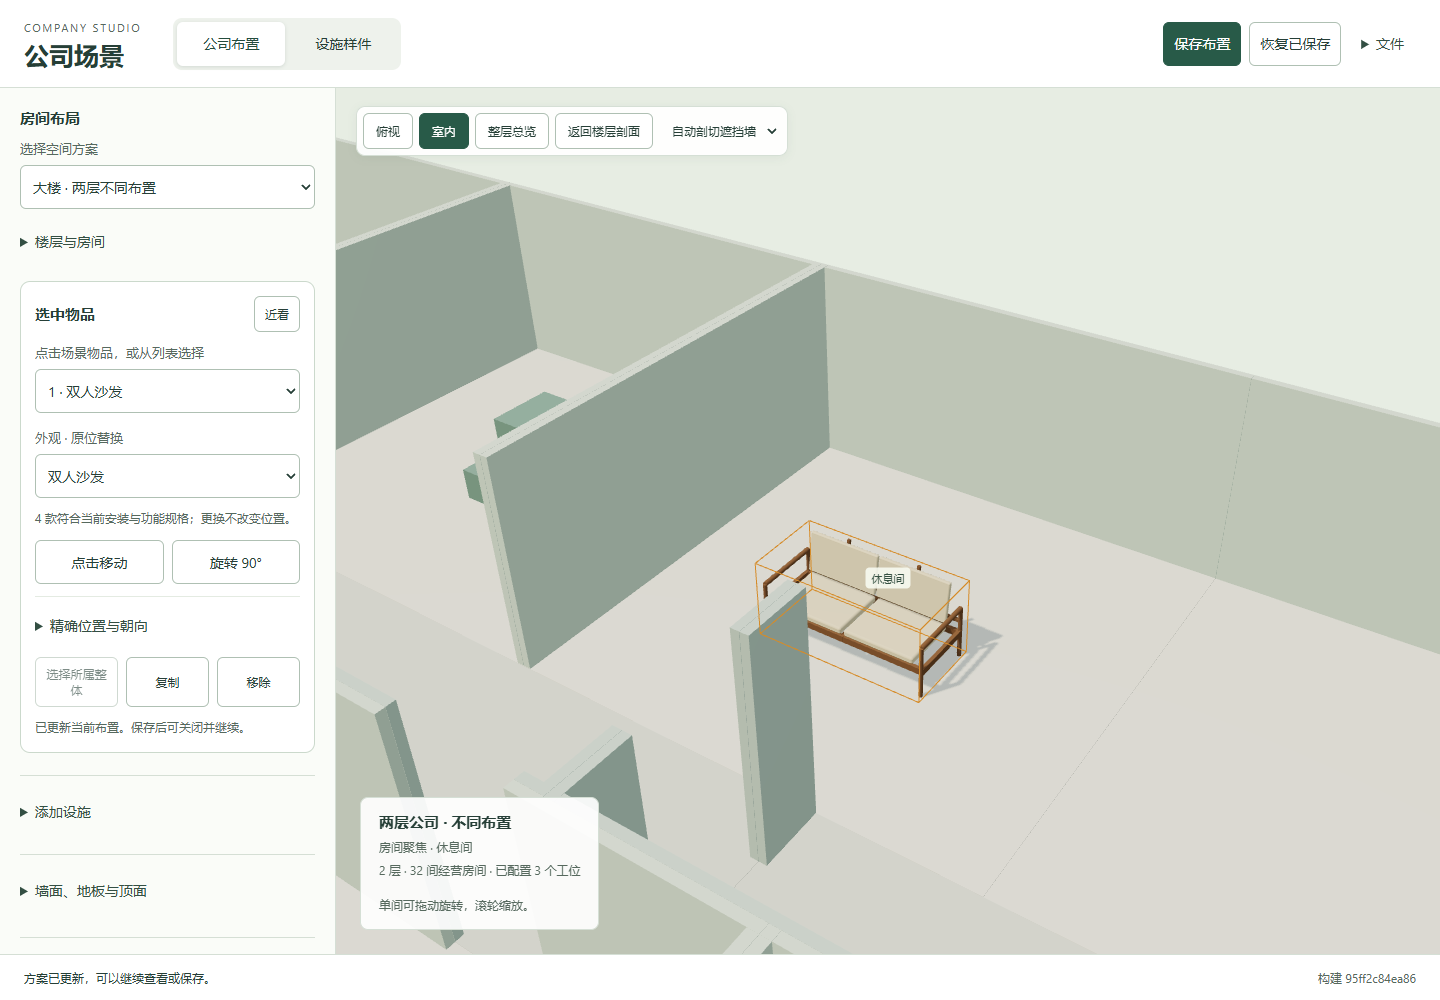 COMPANY STUDIO
公司场景
公司布置
设施样件
保存布置
恢复已保存
▶ 文件
房间布局
选择空间方案
大楼 · 两层不同布置
▶ 楼层与房间
选中物品
近看
点击场景物品，或从列表选择
1 · 双人沙发
外观 · 原位替换
双人沙发
4 款符合当前安装与功能规格；更换不改变位置。
点击移动
旋转 90°
▶ 精确位置与朝向
选择所属整
体
复制
移除
已更新当前布置。保存后可关闭并继续。
▶ 添加设施
▶ 墙面、地板与顶面
俯视
室内
整层总览
返回楼层剖面
自动剖切遮挡墙
休息间
两层公司 · 不同布置
房间聚焦 · 休息间
2 层 · 32 间经营房间 · 已配置 3 个工位
单间可拖动旋转，滚轮缩放。
方案已更新，可以继续查看或保存。
构建 95ff2c84ea86